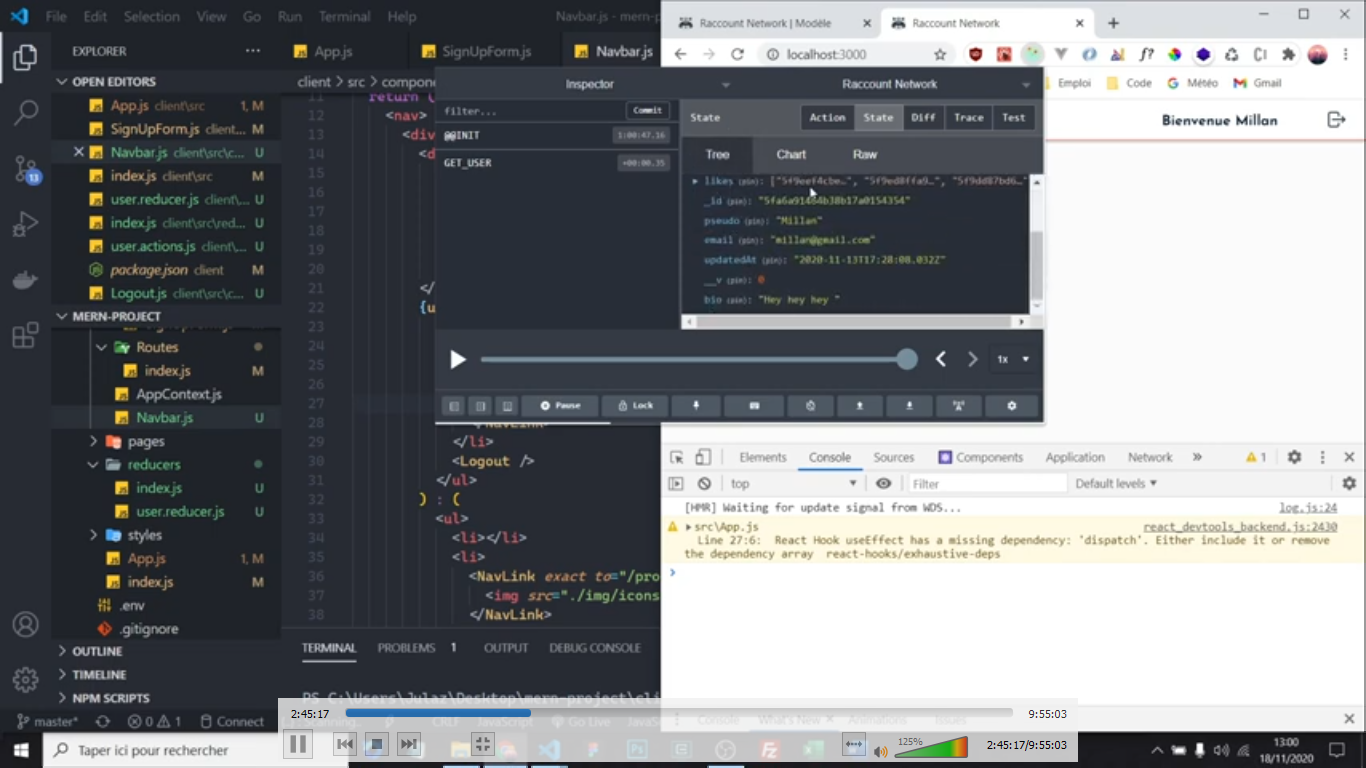 File Edit Selection View Go Run Terminal Help
Navbar.js - mern-p
Raccount Network | Modèle
Raccount Network
localhost:3000
Emploi
Code
Météo
Gmail
Bienvenue Millan
EXPLORER
OPEN EDITORS
App.js client\src 1, M
SignUpForm.js client... M
Navbar.js client\src\c... U
index.js client\src M
user.reducer.js client\... U
index.js client\src\red... U
user.actions.js client\... U
package.json client M
Logout.js client\src\c... U
MERN-PROJECT
Routes
index.js M
AppContext.js
Navbar.js U
pages
reducers
index.js U
user.reducer.js U
styles
App.js 1, M
index.js M
.env
.gitignore
OUTLINE
TIMELINE
NPM SCRIPTS
13
App.js
SignUpForm.js
Navbar.js
client > src > compone
11 return (
12 <nav>
13 <div
14 <d
15
16
17
18
19
20
21 </
22 {u
23
24
25
26
27
28 </NavLink>
29 </li>
30 <Logout />
31 </ul>
32 ) : (
33 <ul>
34 <li></li>
35 <li>
36 <NavLink exact to="/pro
37 <img src="./img/icons
38 </NavLink>
TERMINAL PROBLEMS 1 OUTPUT DEBUG CONSOLE
PS C:\Users\Julaz\Desktop\mern-project\cli
Inspector
Raccount Network
filter...
Commit
@@INIT 1:00:47.16
GET_USER +00:00.35
State
Action State Diff Trace Test
Tree Chart Raw
likes (pin): ["5f9eef4cbe…", "5f9ed8ffa9…", "5f9dd87bd6…"
_id (pin): "5fa6a91484b38b17a0154354"
pseudo (pin): "Millan"
email (pin): "millan@gmail.com"
updatedAt (pin): "2020-11-13T17:28:08.032Z"
__v (pin): 0
bio (pin): "Hey hey hey "
1x
Pause
Lock
Elements Console Sources Components Application Network » 1
top
Filter
Default levels
[HMR] Waiting for update signal from WDS... log.js:24
src\App.js react_devtools_backend.js:2430
Line 27:6: React Hook useEffect has a missing dependency: 'dispatch'. Either include it or remove
the dependency array react-hooks/exhaustive-deps
Console What's New Animations Issues
master* 0 1 Connect
CRLF JavaScript Go Live
2:45:17
9:55:03
125%
2:45:17/9:55:03
Taper ici pour rechercher
13:00
18/11/2020